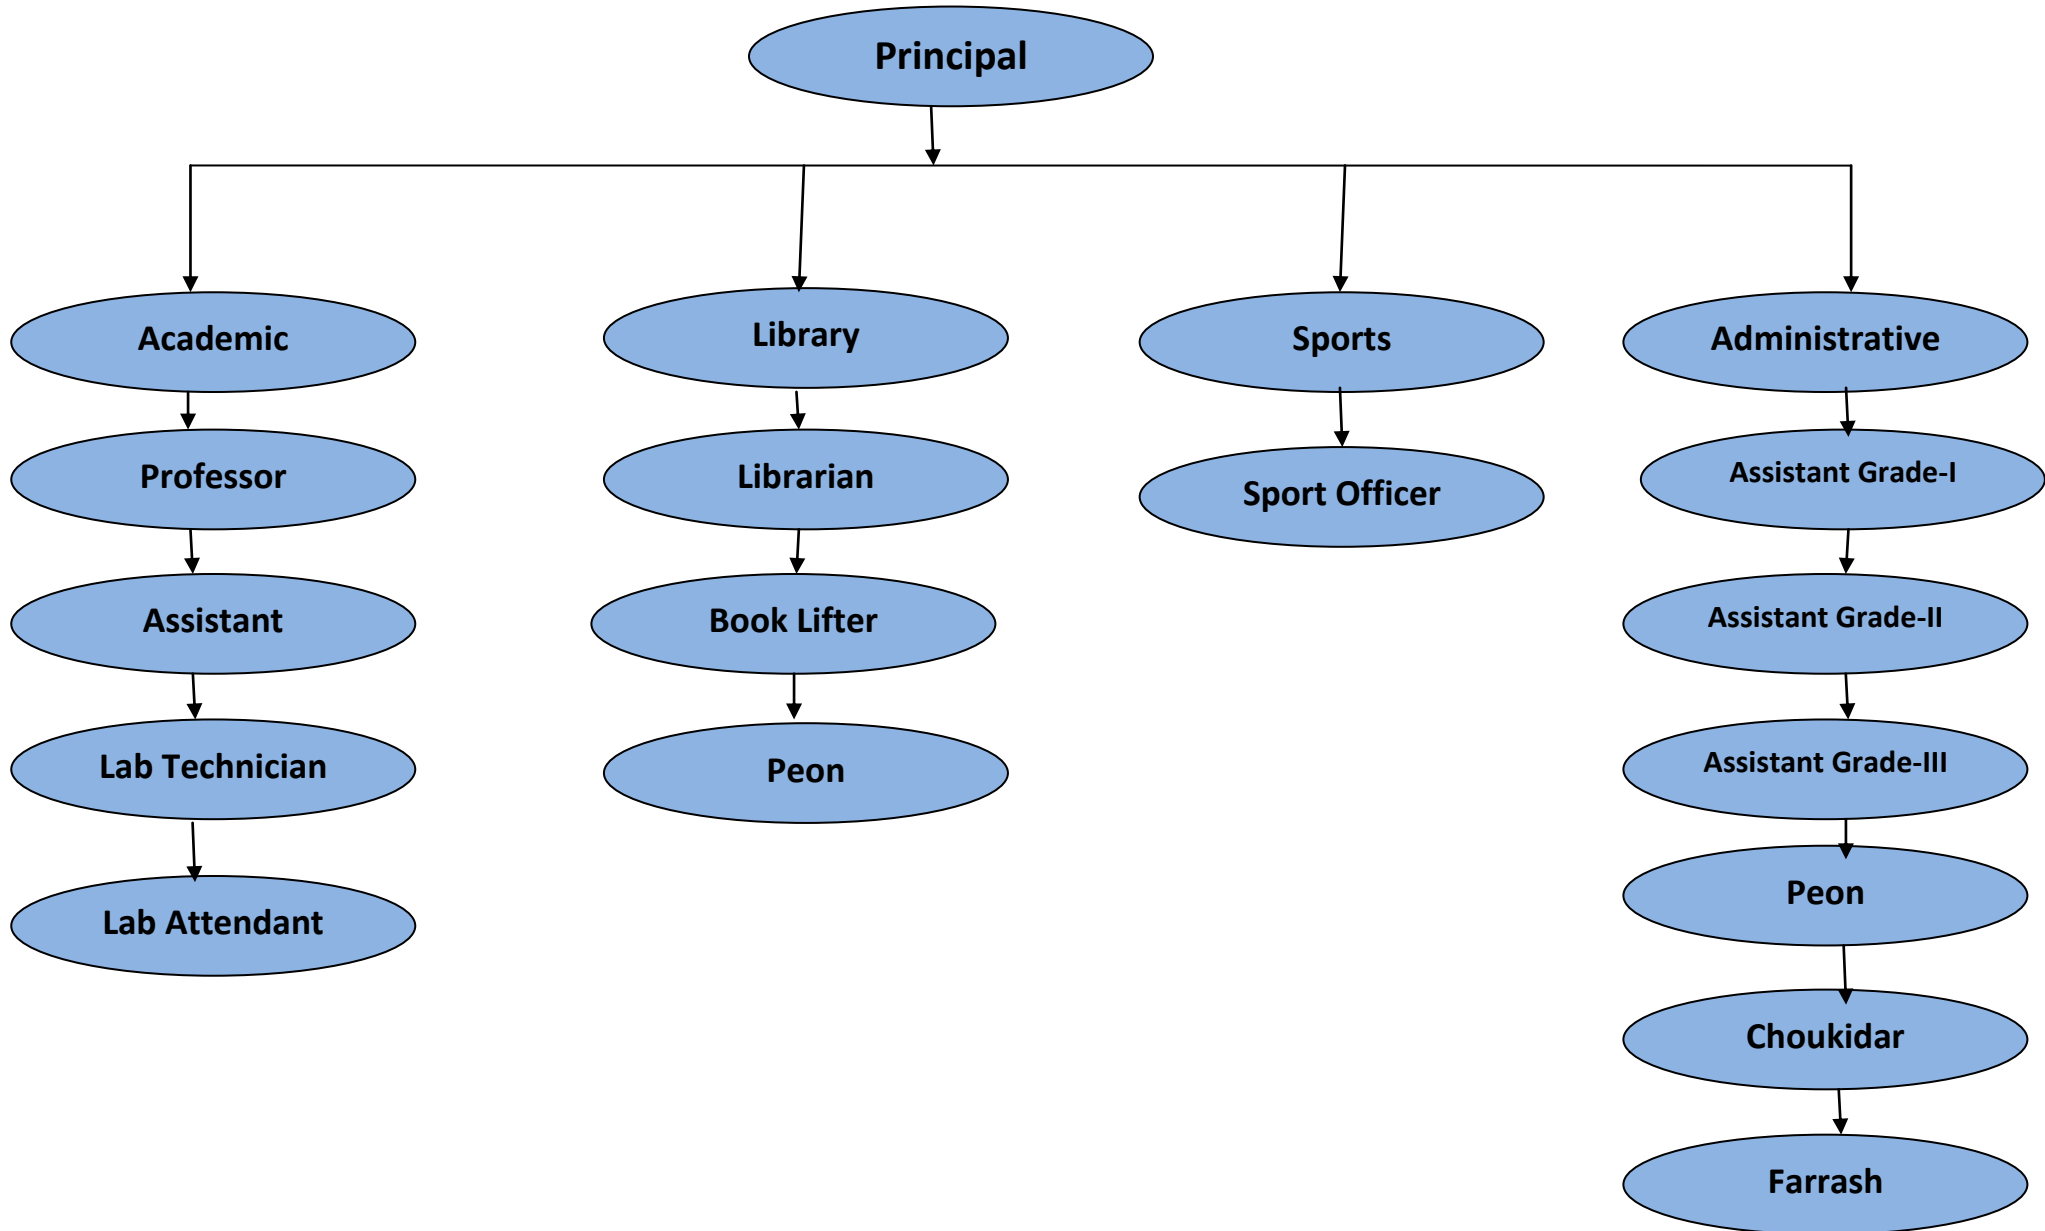 Principal
Academic
Library
Sports
Administrative
Professor
Librarian
Sport Officer
Assistant Grade-I
Assistant
Book Lifter
Assistant Grade-II
Lab Technician
Peon
Assistant Grade-III
Lab Attendant
Peon
Choukidar
Farrash